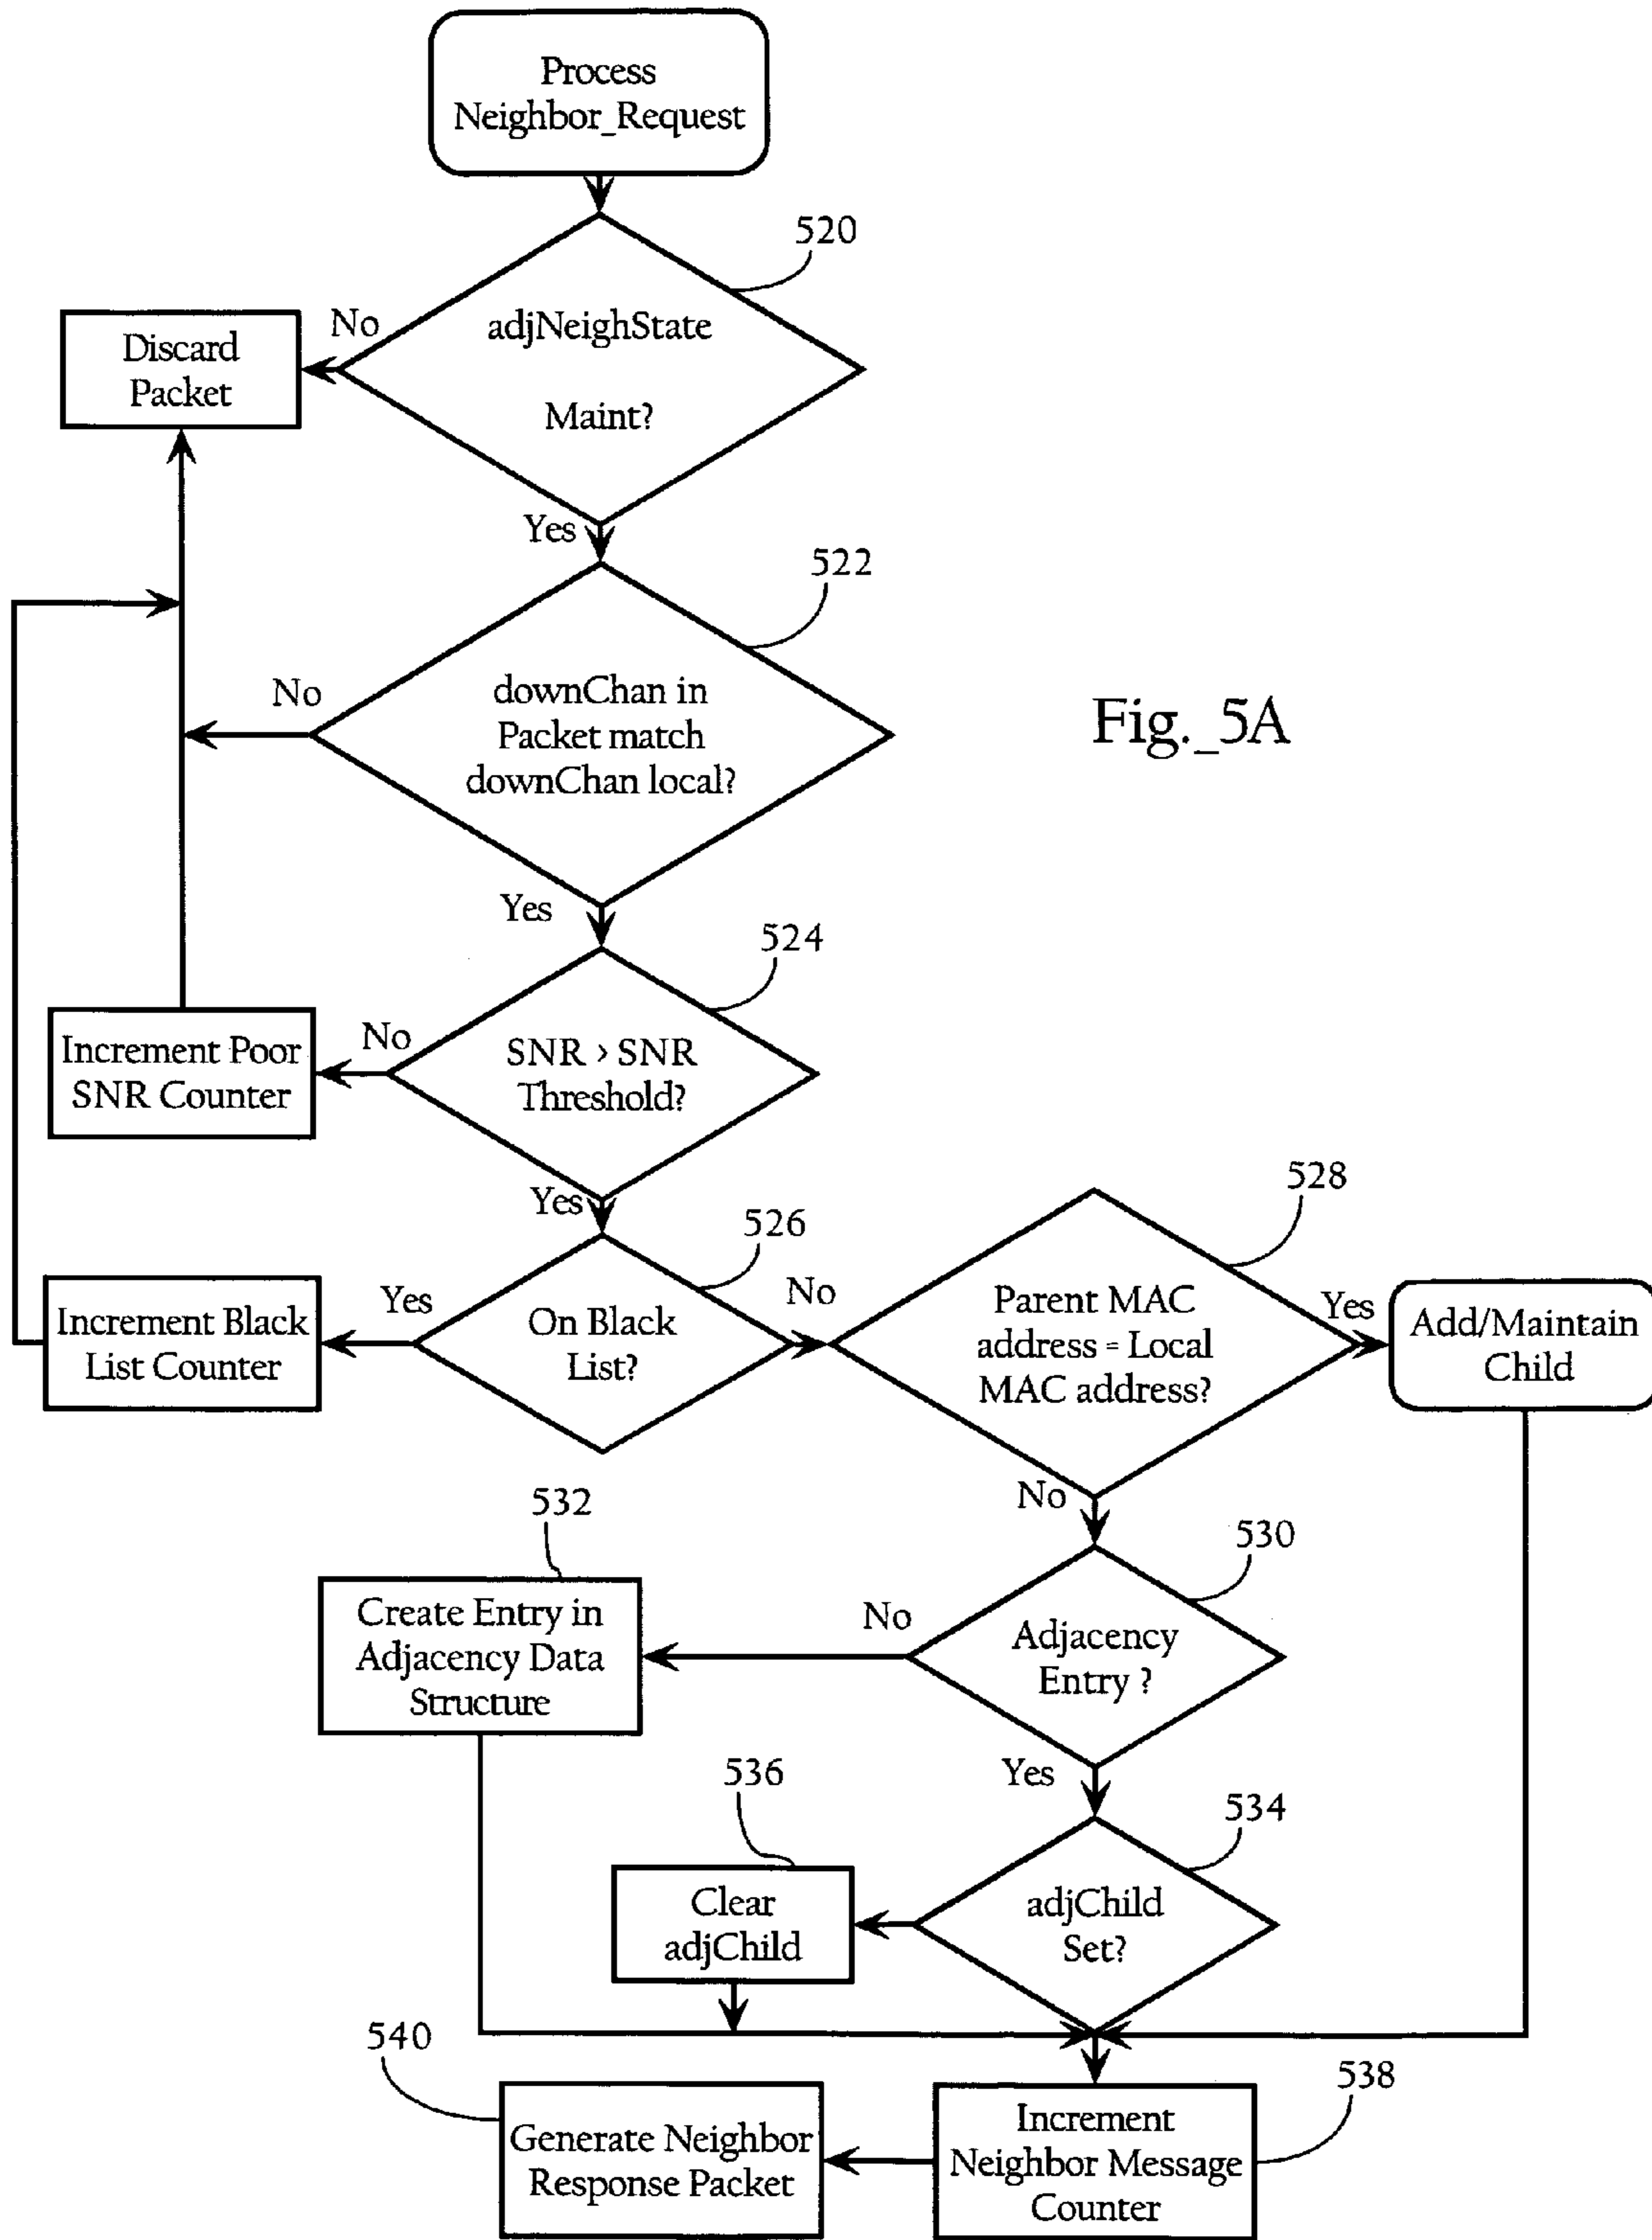 Process
Neighbor_Request
520
adjNeighState
Maint?
No
Discard
Packet
Yes
522
downChan in
Packet match
downChan local?
No
Fig._5A
Yes
524
SNR > SNR
Threshold?
No
Increment Poor
SNR Counter
Yes
526
On Black
List?
Yes
Increment Black
List Counter
No
528
Parent MAC
address = Local
MAC address?
Yes
Add/Maintain
Child
No
530
Adjacency
Entry ?
No
532
Create Entry in
Adjacency Data
Structure
Yes
534
adjChild
Set?
536
Clear
adjChild
538
Increment
Neighbor Message
Counter
540
Generate Neighbor
Response Packet